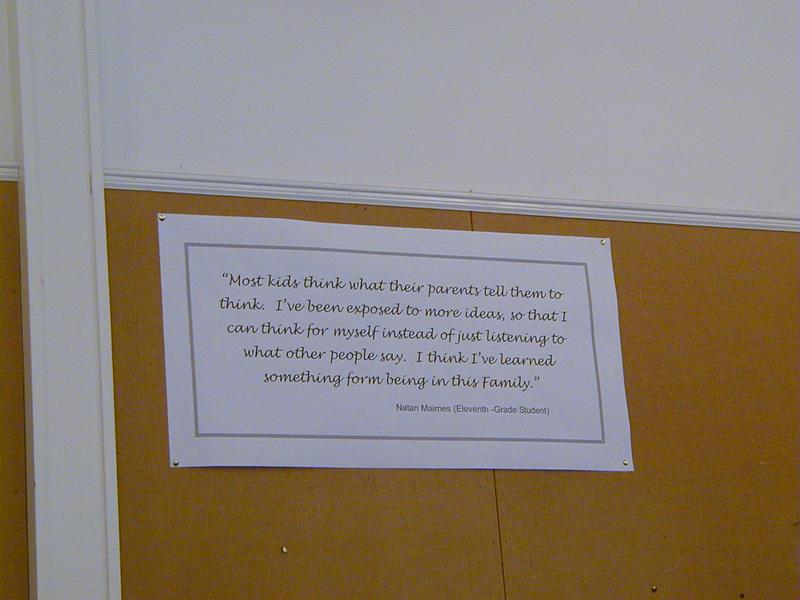 “Most kids think what their parents tell them to
think. I’ve been exposed to more ideas, so that I
can think for myself instead of just listening to
what other people say. I think I’ve learned
something form being in this Family.”
Natan Maimes (Eleventh -Grade Student)